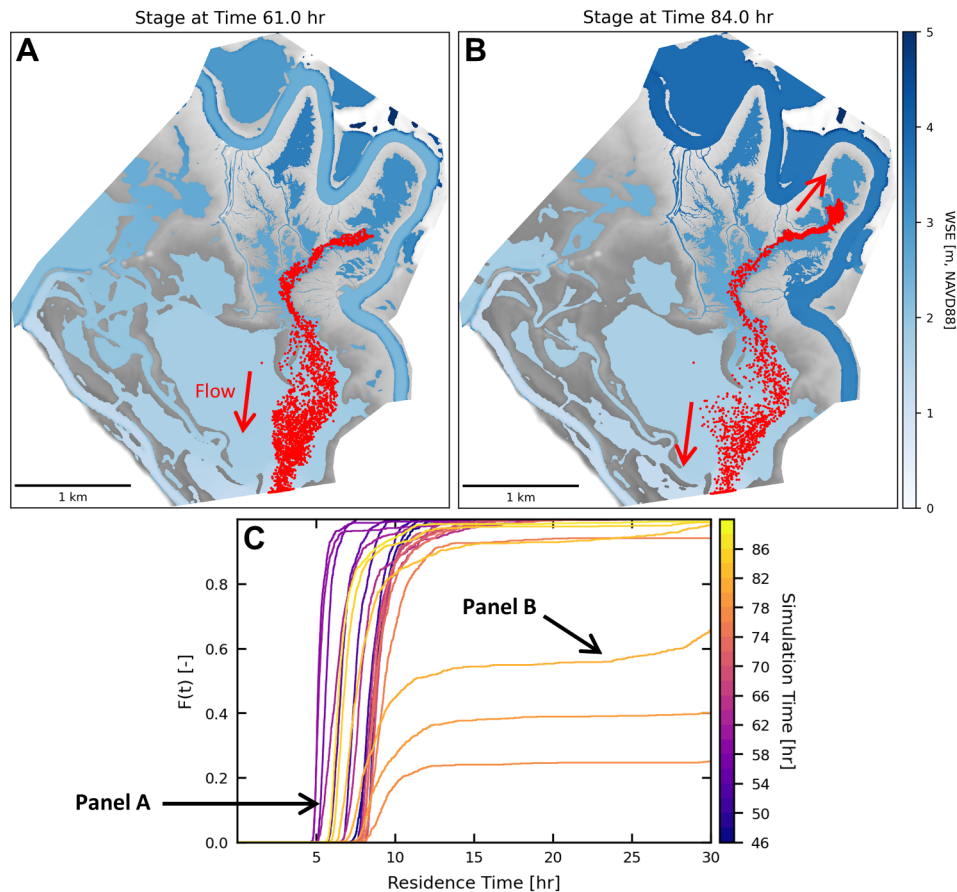 Stage at Time 61.0 hr
Stage at Time 84.0 hr
A
B
Flow
1 km
1 km
5
4
3
2
1
0
WSE [m, NAVD88]
C
Panel B
Panel A
F(t) [-]
0.8
0.6
0.4
0.2
0.0
5
10
15
20
25
30
Residence Time [hr]
86
82
78
74
70
66
62
58
54
50
46
Simulation Time [hr]